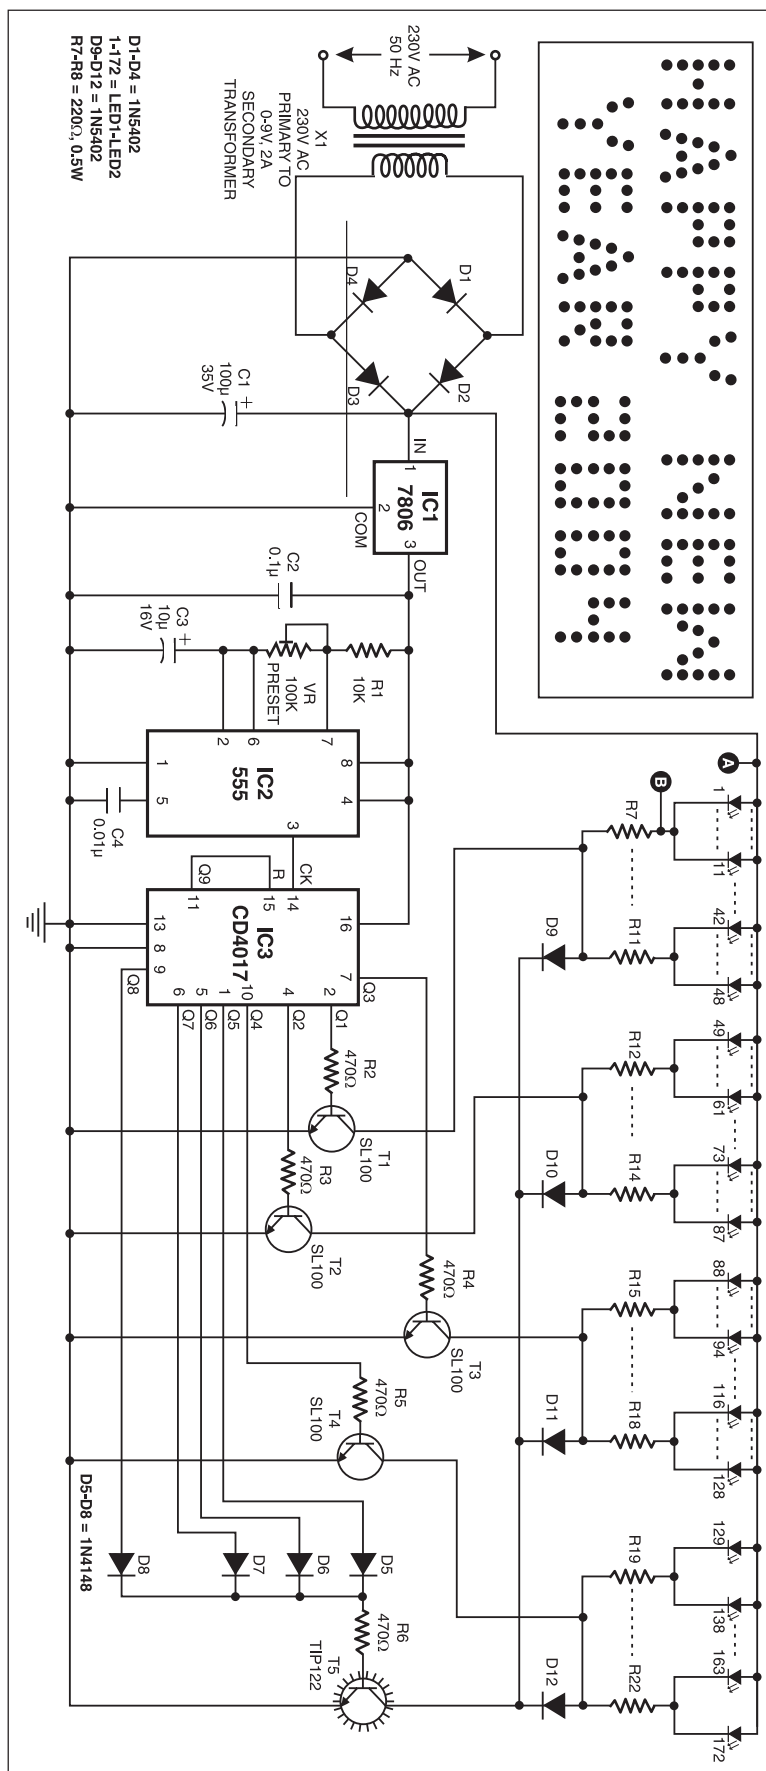 HAPPY NEW
YEAR 2004
A
B
1
11
42
48
49
61
73
87
88
94
116
128
129
138
163
172
R7
R11
R12
R14
R15
R18
R19
R22
D9
D10
D11
D12
230V AC
50 Hz
X1
230V AC
PRIMARY TO
0-9V, 2A
SECONDARY
TRANSFORMER
D1
D2
D3
D4
C1 +
100µ
35V
IN
1
IC1
7806
2
COM
3
OUT
C2
0.1µ
C3 +
10µ
16V
R1
10K
VR
100K
PRESET
7
6
2
8
4
IC2
555
3
1
5
C4
0.01µ
CK
14
R
15
Q9
11
16
IC3
CD4017
13
8
9
Q8
7
Q3
2
Q1
4
Q2
10
Q4
1
Q5
5
Q6
6
Q7
R2
470Ω
T1
SL100
R3
470Ω
T2
SL100
R4
470Ω
T3
SL100
R5
470Ω
T4
SL100
D5
D6
D7
D8
R6
470Ω
T5
TIP122
D5-D8 = 1N4148
D1-D4 = 1N5402
1-172 = LED1-LED2
D9-D12 = 1N5402
R7-R8 = 220Ω, 0.5W